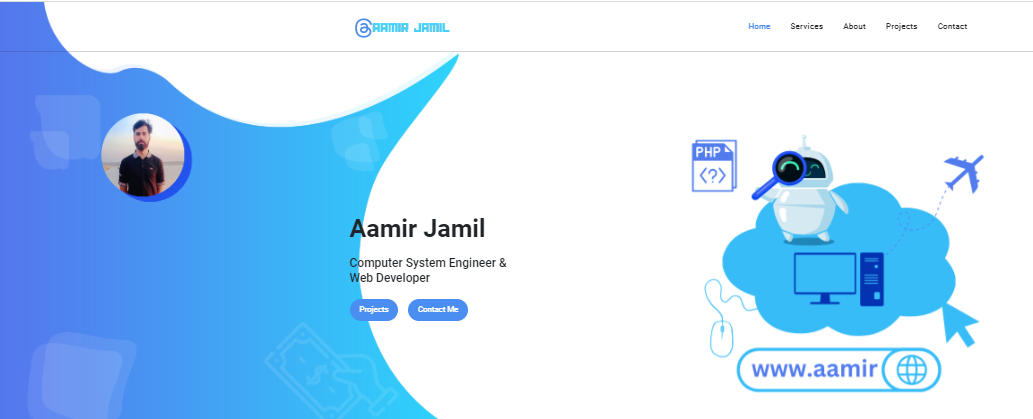 @AAMIR JAMIL
Home Services About Projects Contact
PHP
<?>
Aamir Jamil
Computer System Engineer &
Web Developer
Projects Contact Me
$
www.aamir